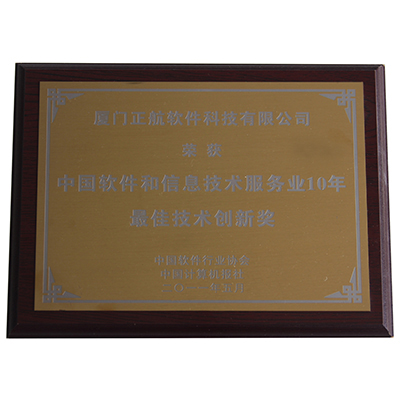 厦门正航软件科技有限公司
荣获
中国软件和信息技术服务业10年
最佳技术创新奖
中国软件行业协会
中国计算机报社